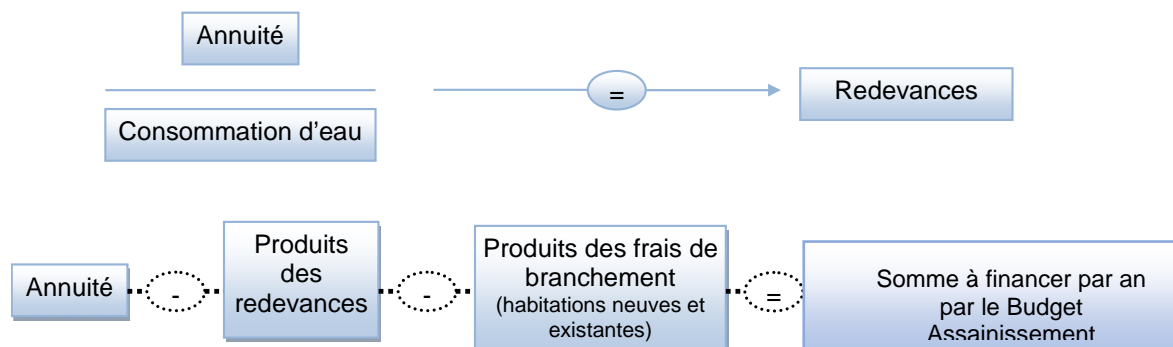 Annuité
=
Redevances
Consommation d'eau
Annuité
-
Produits
des
redevances
-
Produits des frais de
branchement
(habitations neuves et
existantes)
=
Somme à financer par an
par le Budget
Assainissement